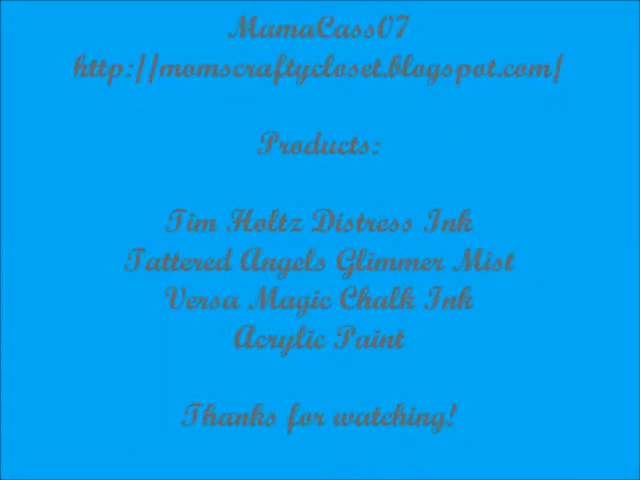 MamaCass07
http://momscraftycloset.blogspot.com/
Products:
Tim Holtz Distress Ink
Tattered Angels Glimmer Mist
Versa Magic Chalk Ink
Acrylic Paint
Thanks for watching!